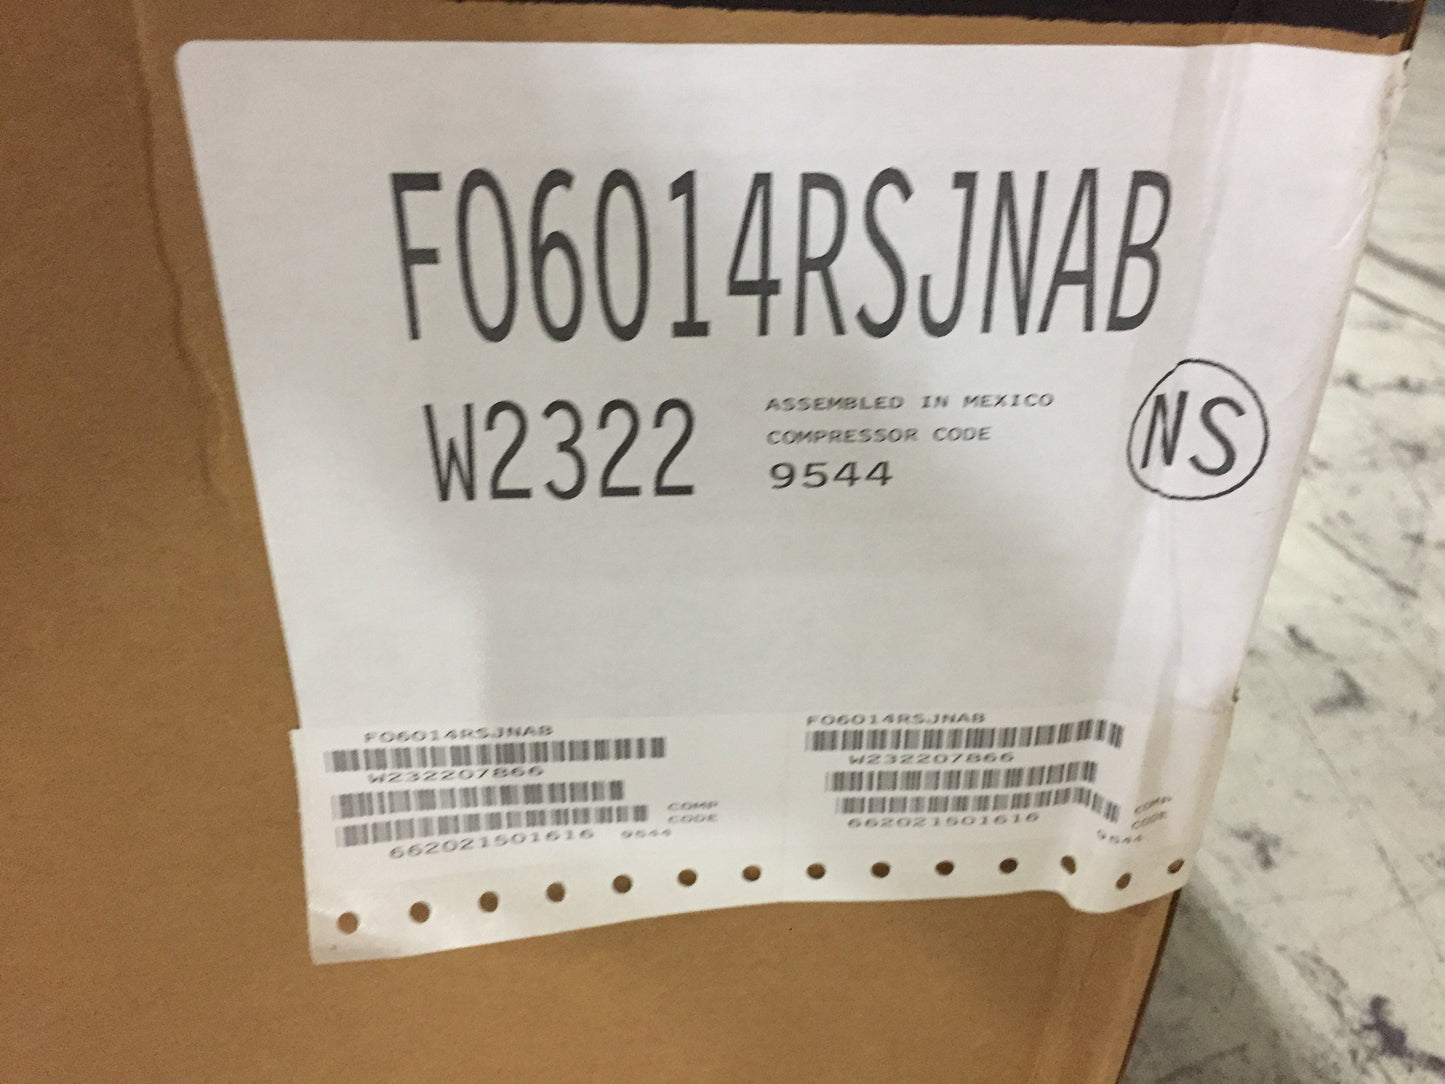 F06014RSJNAB
W2322
ASSEMBLED IN MEXICO
COMPRESSOR CODE
9544
NS
F06014RSJNAB
W232207866
COMP
CODE
662021501616 9544
F06014RSJNAB
W232207866
COMP
CODE
662021501616 9544